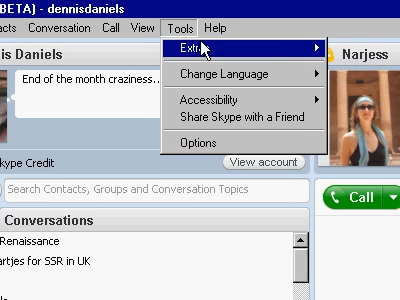 BETA) - dennisdaniels
acts Conversation Call View Tools Help
is Daniels
End of the month craziness..
Extras
Change Language
Accessibility
Share Skype with a Friend
Options
Narjess
kype Credit
View account
Search Contacts, Groups and Conversation Topics
Call
Conversations
Renaissance
artjes for SSR in UK